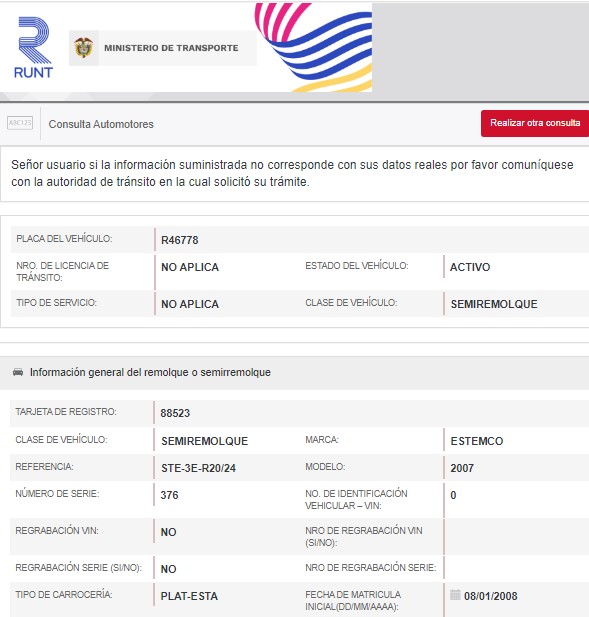 RUNT
MINISTERIO DE TRANSPORTE
ABC123
Consulta Automotores
Realizar otra consulta
Señor usuario si la información suministrada no corresponde con sus datos reales por favor comuníquese
con la autoridad de tránsito en la cual solicitó su trámite.
PLACA DEL VEHÍCULO: R46778
NRO. DE LICENCIA DE
TRÁNSITO: NO APLICA ESTADO DEL VEHÍCULO: ACTIVO
TIPO DE SERVICIO: NO APLICA CLASE DE VEHÍCULO: SEMIREMOLQUE
Información general del remolque o semirremolque
TARJETA DE REGISTRO: 88523
CLASE DE VEHÍCULO: SEMIREMOLQUE MARCA: ESTEMCO
REFERENCIA: STE-3E-R20/24 MODELO: 2007
NÚMERO DE SERIE: 376 NO. DE IDENTIFICACIÓN
VEHICULAR – VIN: 0
REGRABACIÓN VIN: NO NRO DE REGRABACIÓN VIN
(SI/NO):
REGRABACIÓN SERIE (SI/NO): NO NRO DE REGRABACIÓN SERIE:
TIPO DE CARROCERÍA: PLAT-ESTA FECHA DE MATRICULA
INICIAL(DD/MM/AAAA): 08/01/2008